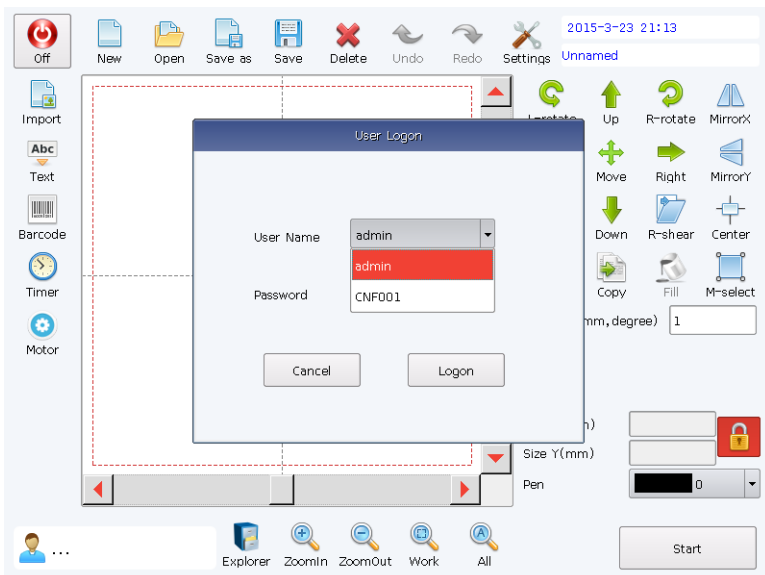 2015-3-23 21:13
Off
New
Open
Save as
Save
Delete
Undo
Redo
Settings
Unnamed
Import
Up
R-rotate
MirrorX
User Logon
Abc
Text
Move
Right
MirrorY
Barcode
User Name
admin
Down
R-shear
Center
admin
Timer
Password
CNF001
Copy
Fill
M-select
mm,degree)
1
Motor
Cancel
Logon
Size Y(mm)
Pen
0
...
Explorer
ZoomIn
ZoomOut
Work
A
All
Start